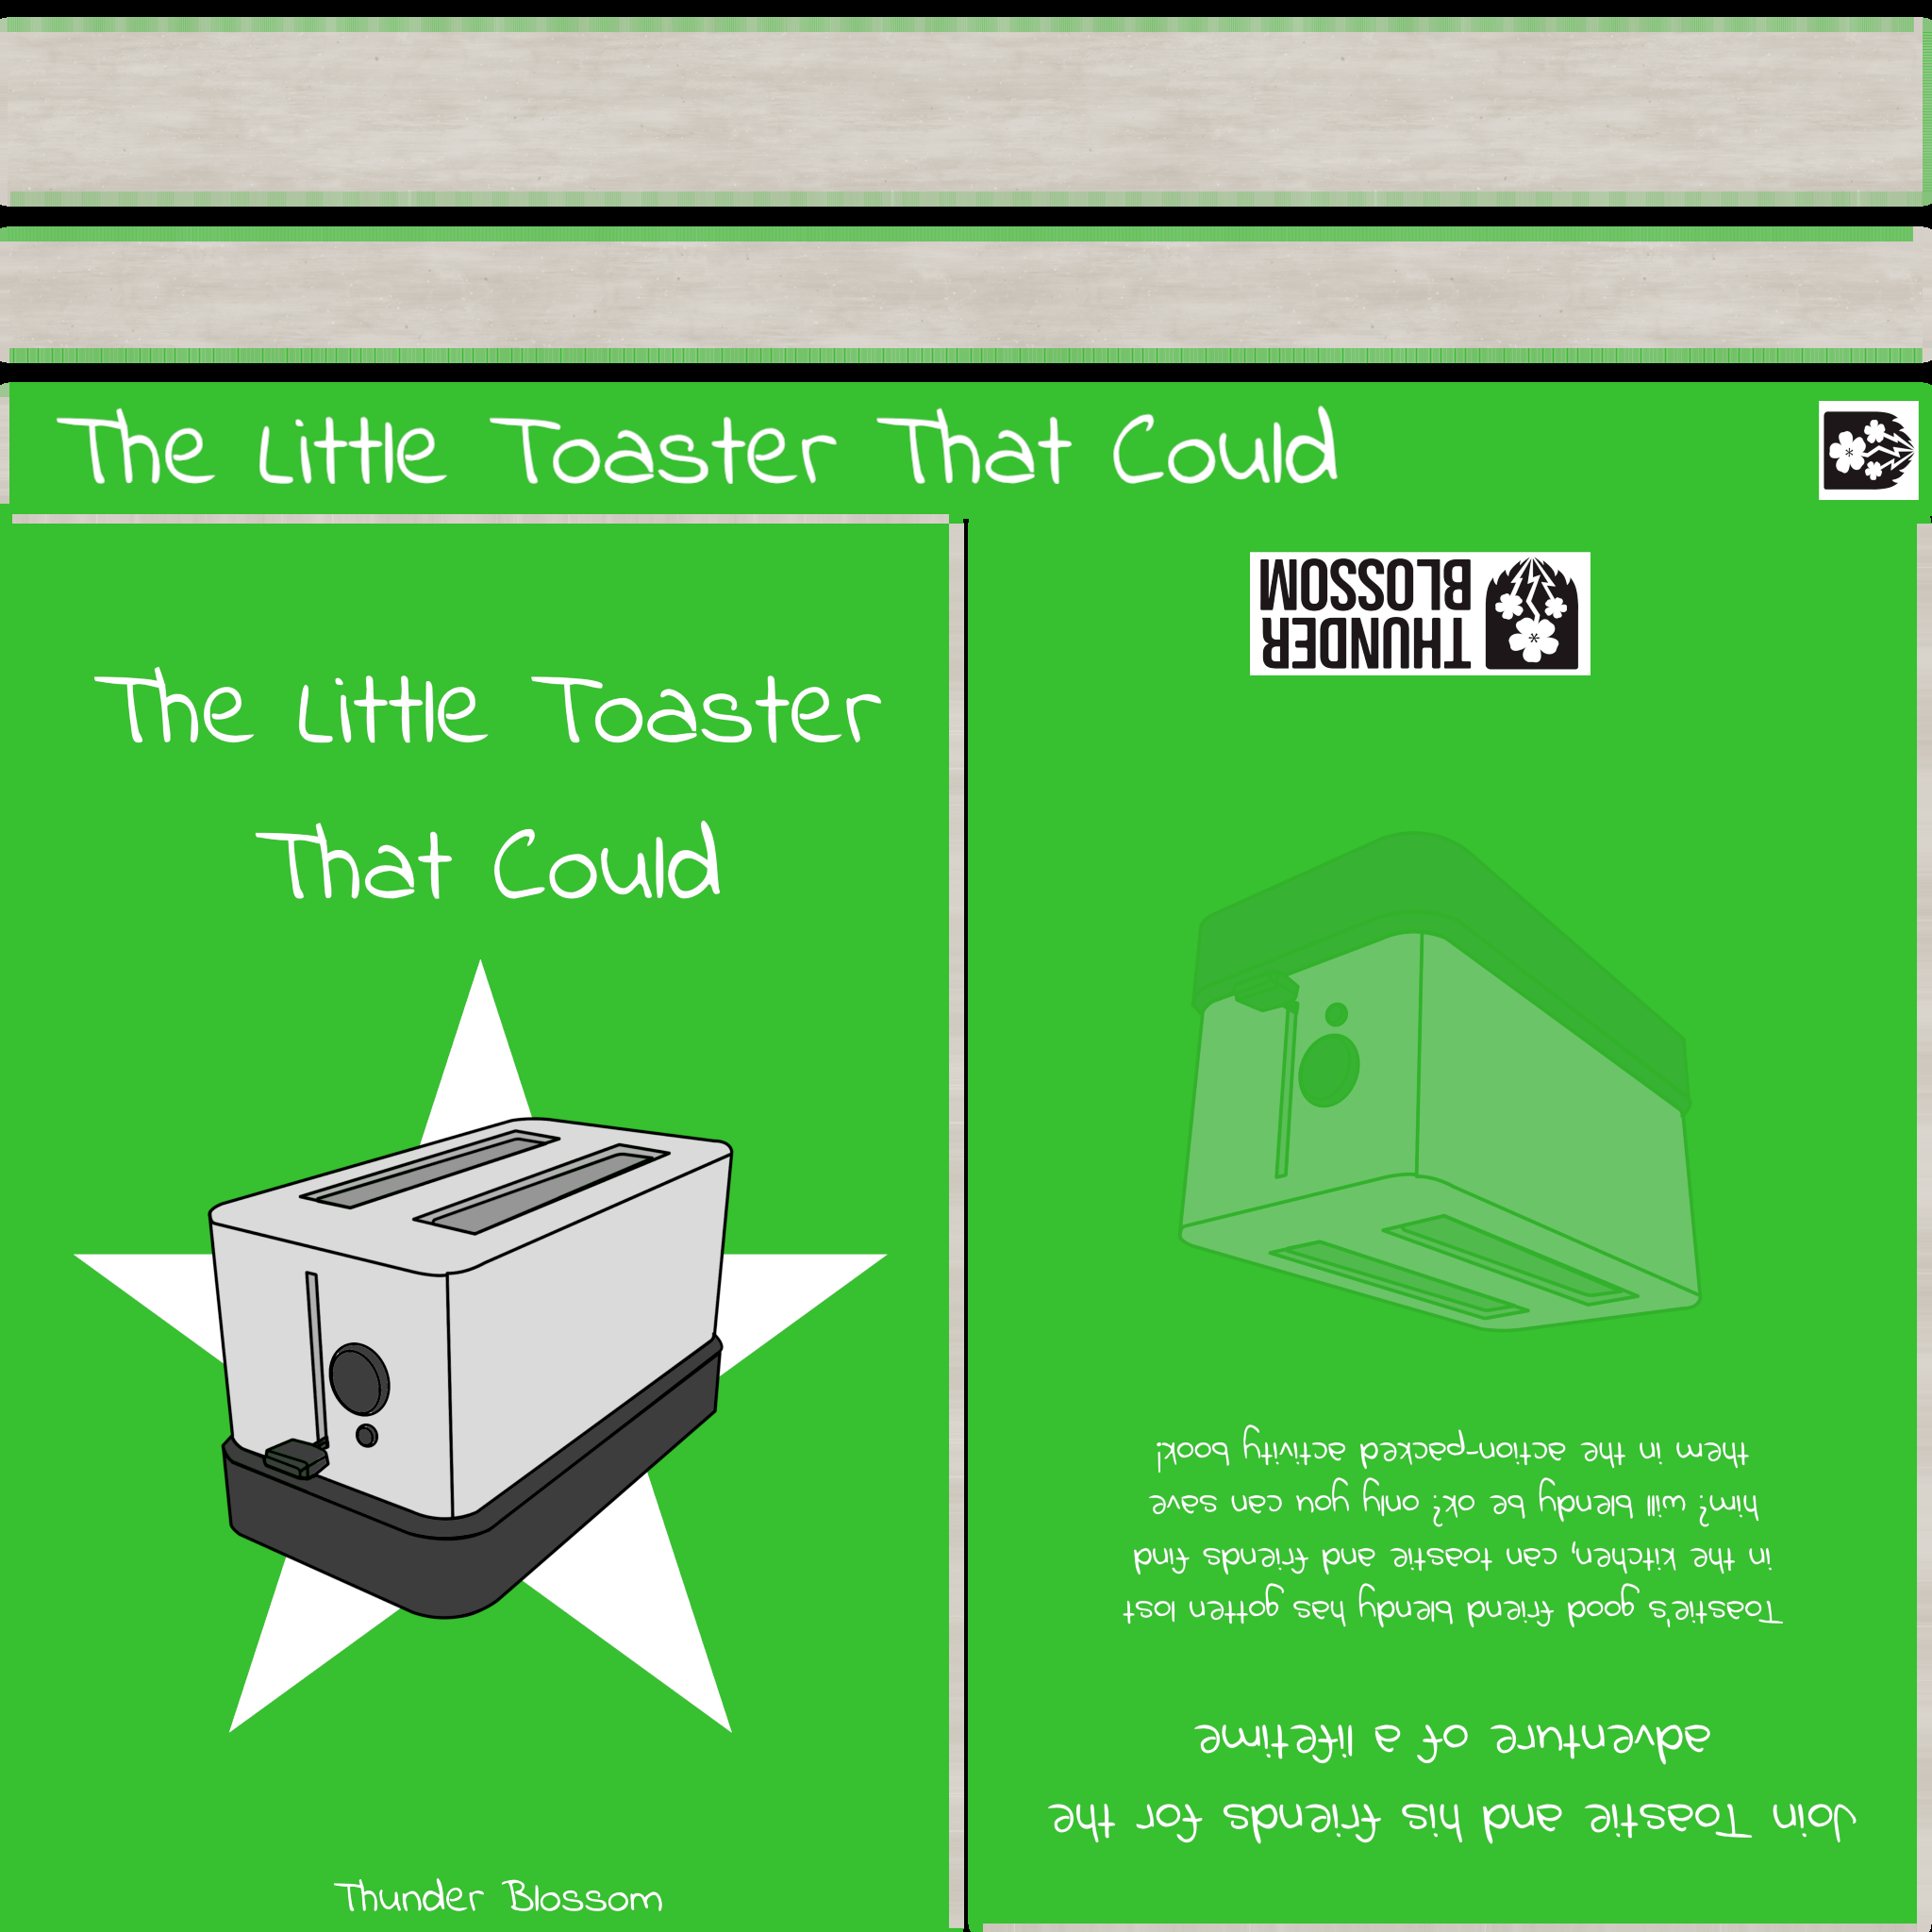 The Little Toaster That Could
The Little Toaster
That Could
Thunder Blossom
Join Toastie and his friends for the
adventure of a lifetime
Toastie's good friend blendy has gotten lost
in the kitchen, can toastie and friends find
him? will blendy be ok? only you can save
them in the action-packed activity book!
THUNDER
BLOSSOM